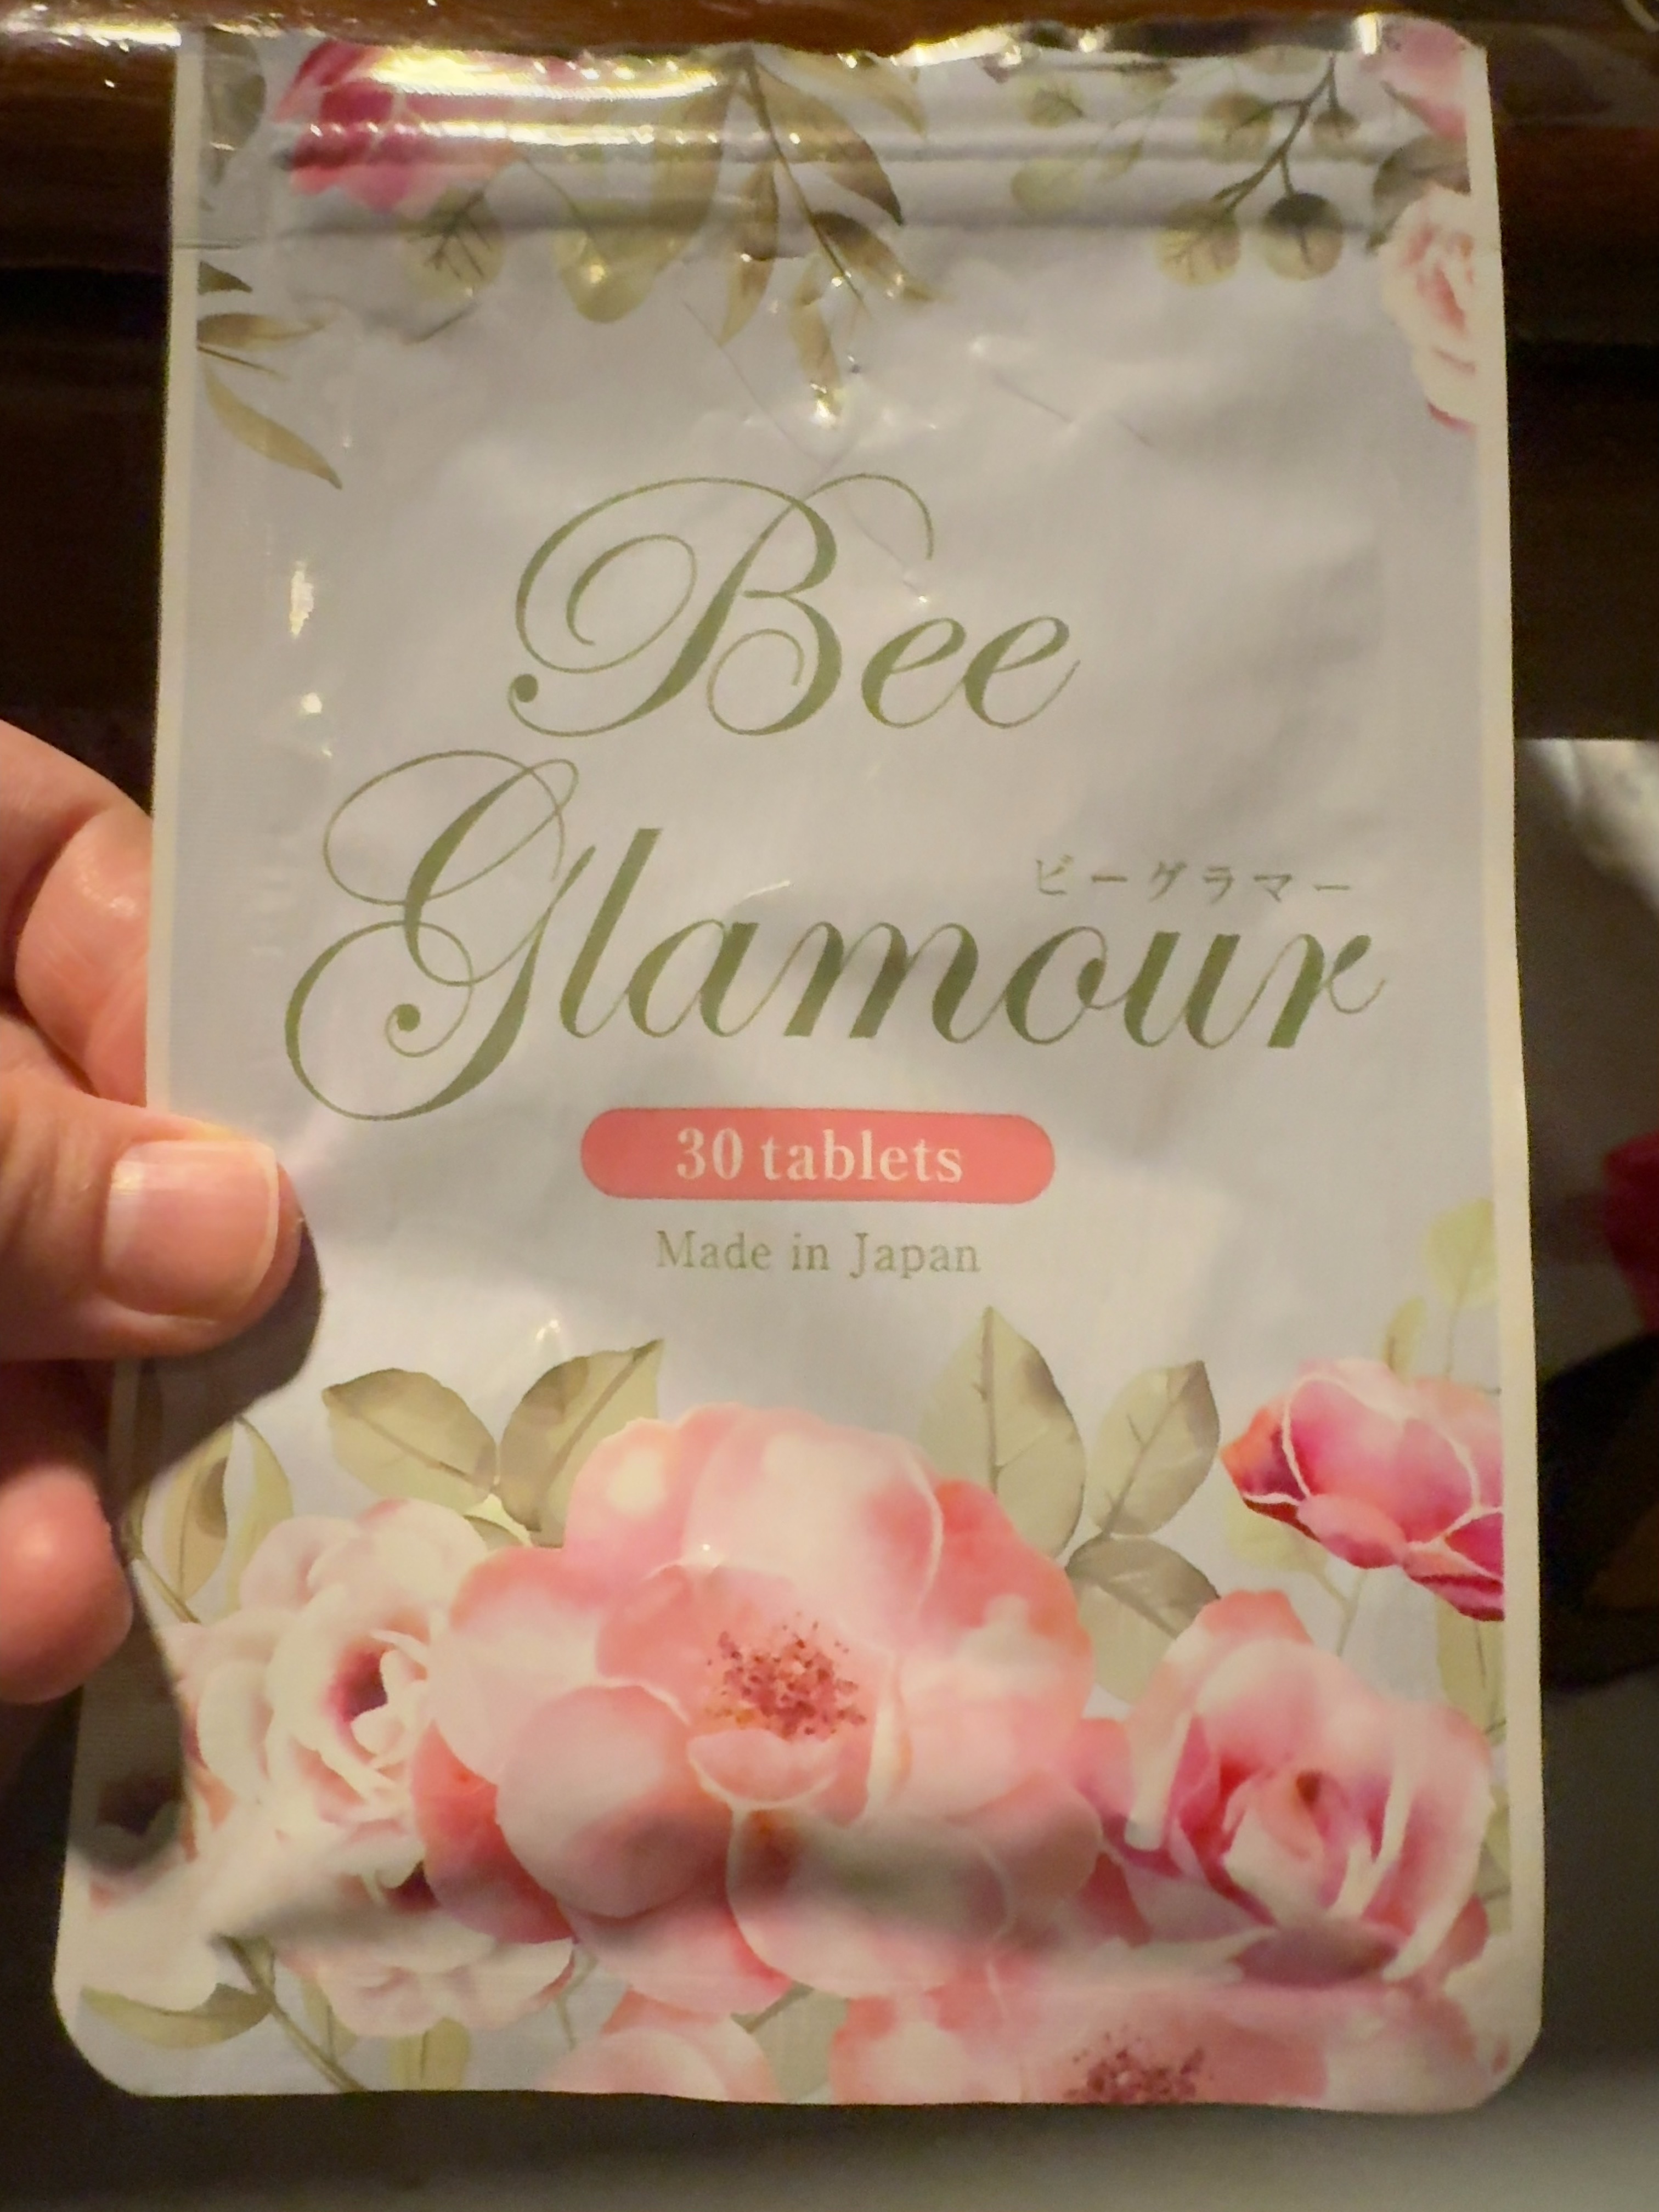 Bee
ビーグラマー
Glamour
30 tablets
Made in Japan